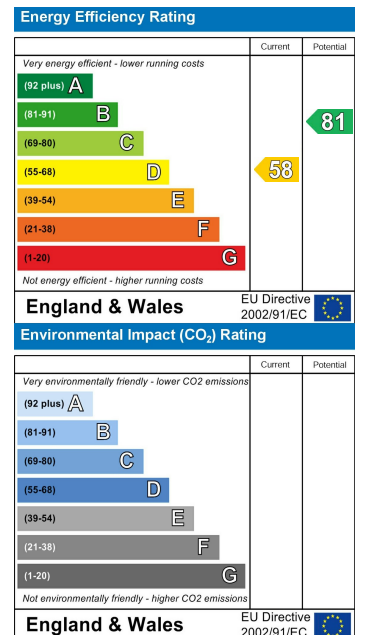 Energy Efficiency Rating
Current Potential
Very energy efficient - lower running costs
(92 plus) A
(81-91) B
81
(69-80) C
(55-68) D
58
(39-54) E
(21-38) F
(1-20) G
Not energy efficient - higher running costs
England & Wales
EU Directive
2002/91/EC
Environmental Impact (CO₂) Rating
Current Potential
Very environmentally friendly - lower CO2 emissions
(92 plus) A
(81-91) B
(69-80) C
(55-68) D
(39-54) E
(21-38) F
(1-20) G
Not environmentally friendly - higher CO2 emissions
England & Wales
EU Directive
2002/91/EC